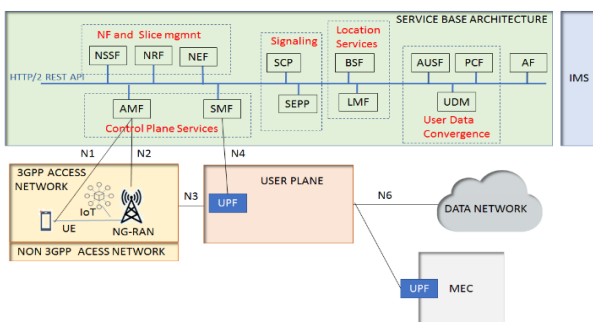 SERVICE BASE ARCHITECTURE
NF and Slice mgmnt
NSSF
NRF
NEF
Signaling
SCP
SEPP
Location
Services
BSF
LMF
AUSF
PCF
UDM
User Data
Convergence
AF
IMS
HTTP/2 REST API
AMF
SMF
Control Plane Services
N1
N2
N4
3GPP ACCESS
NETWORK
IoT
UE
NG-RAN
NON 3GPP  ACESS NETWORK
N3
USER PLANE
UPF
N6
DATA NETWORK
UPF
MEC